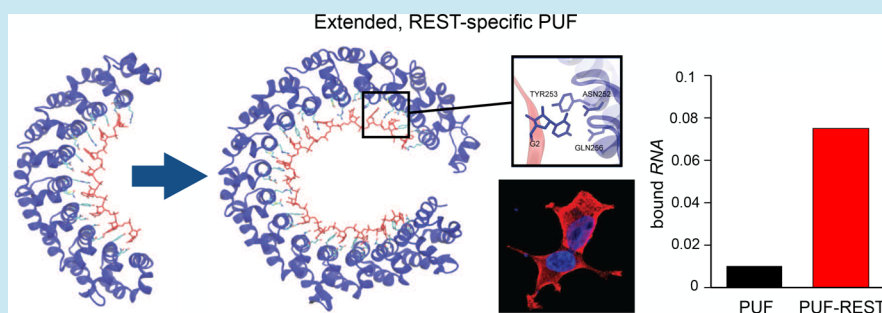 Extended, REST-specific PUF
TYR253
ASN252
G2
GLN256
bound RNA
0.1
0.08
0.06
0.04
0.02
0
PUF
PUF-REST